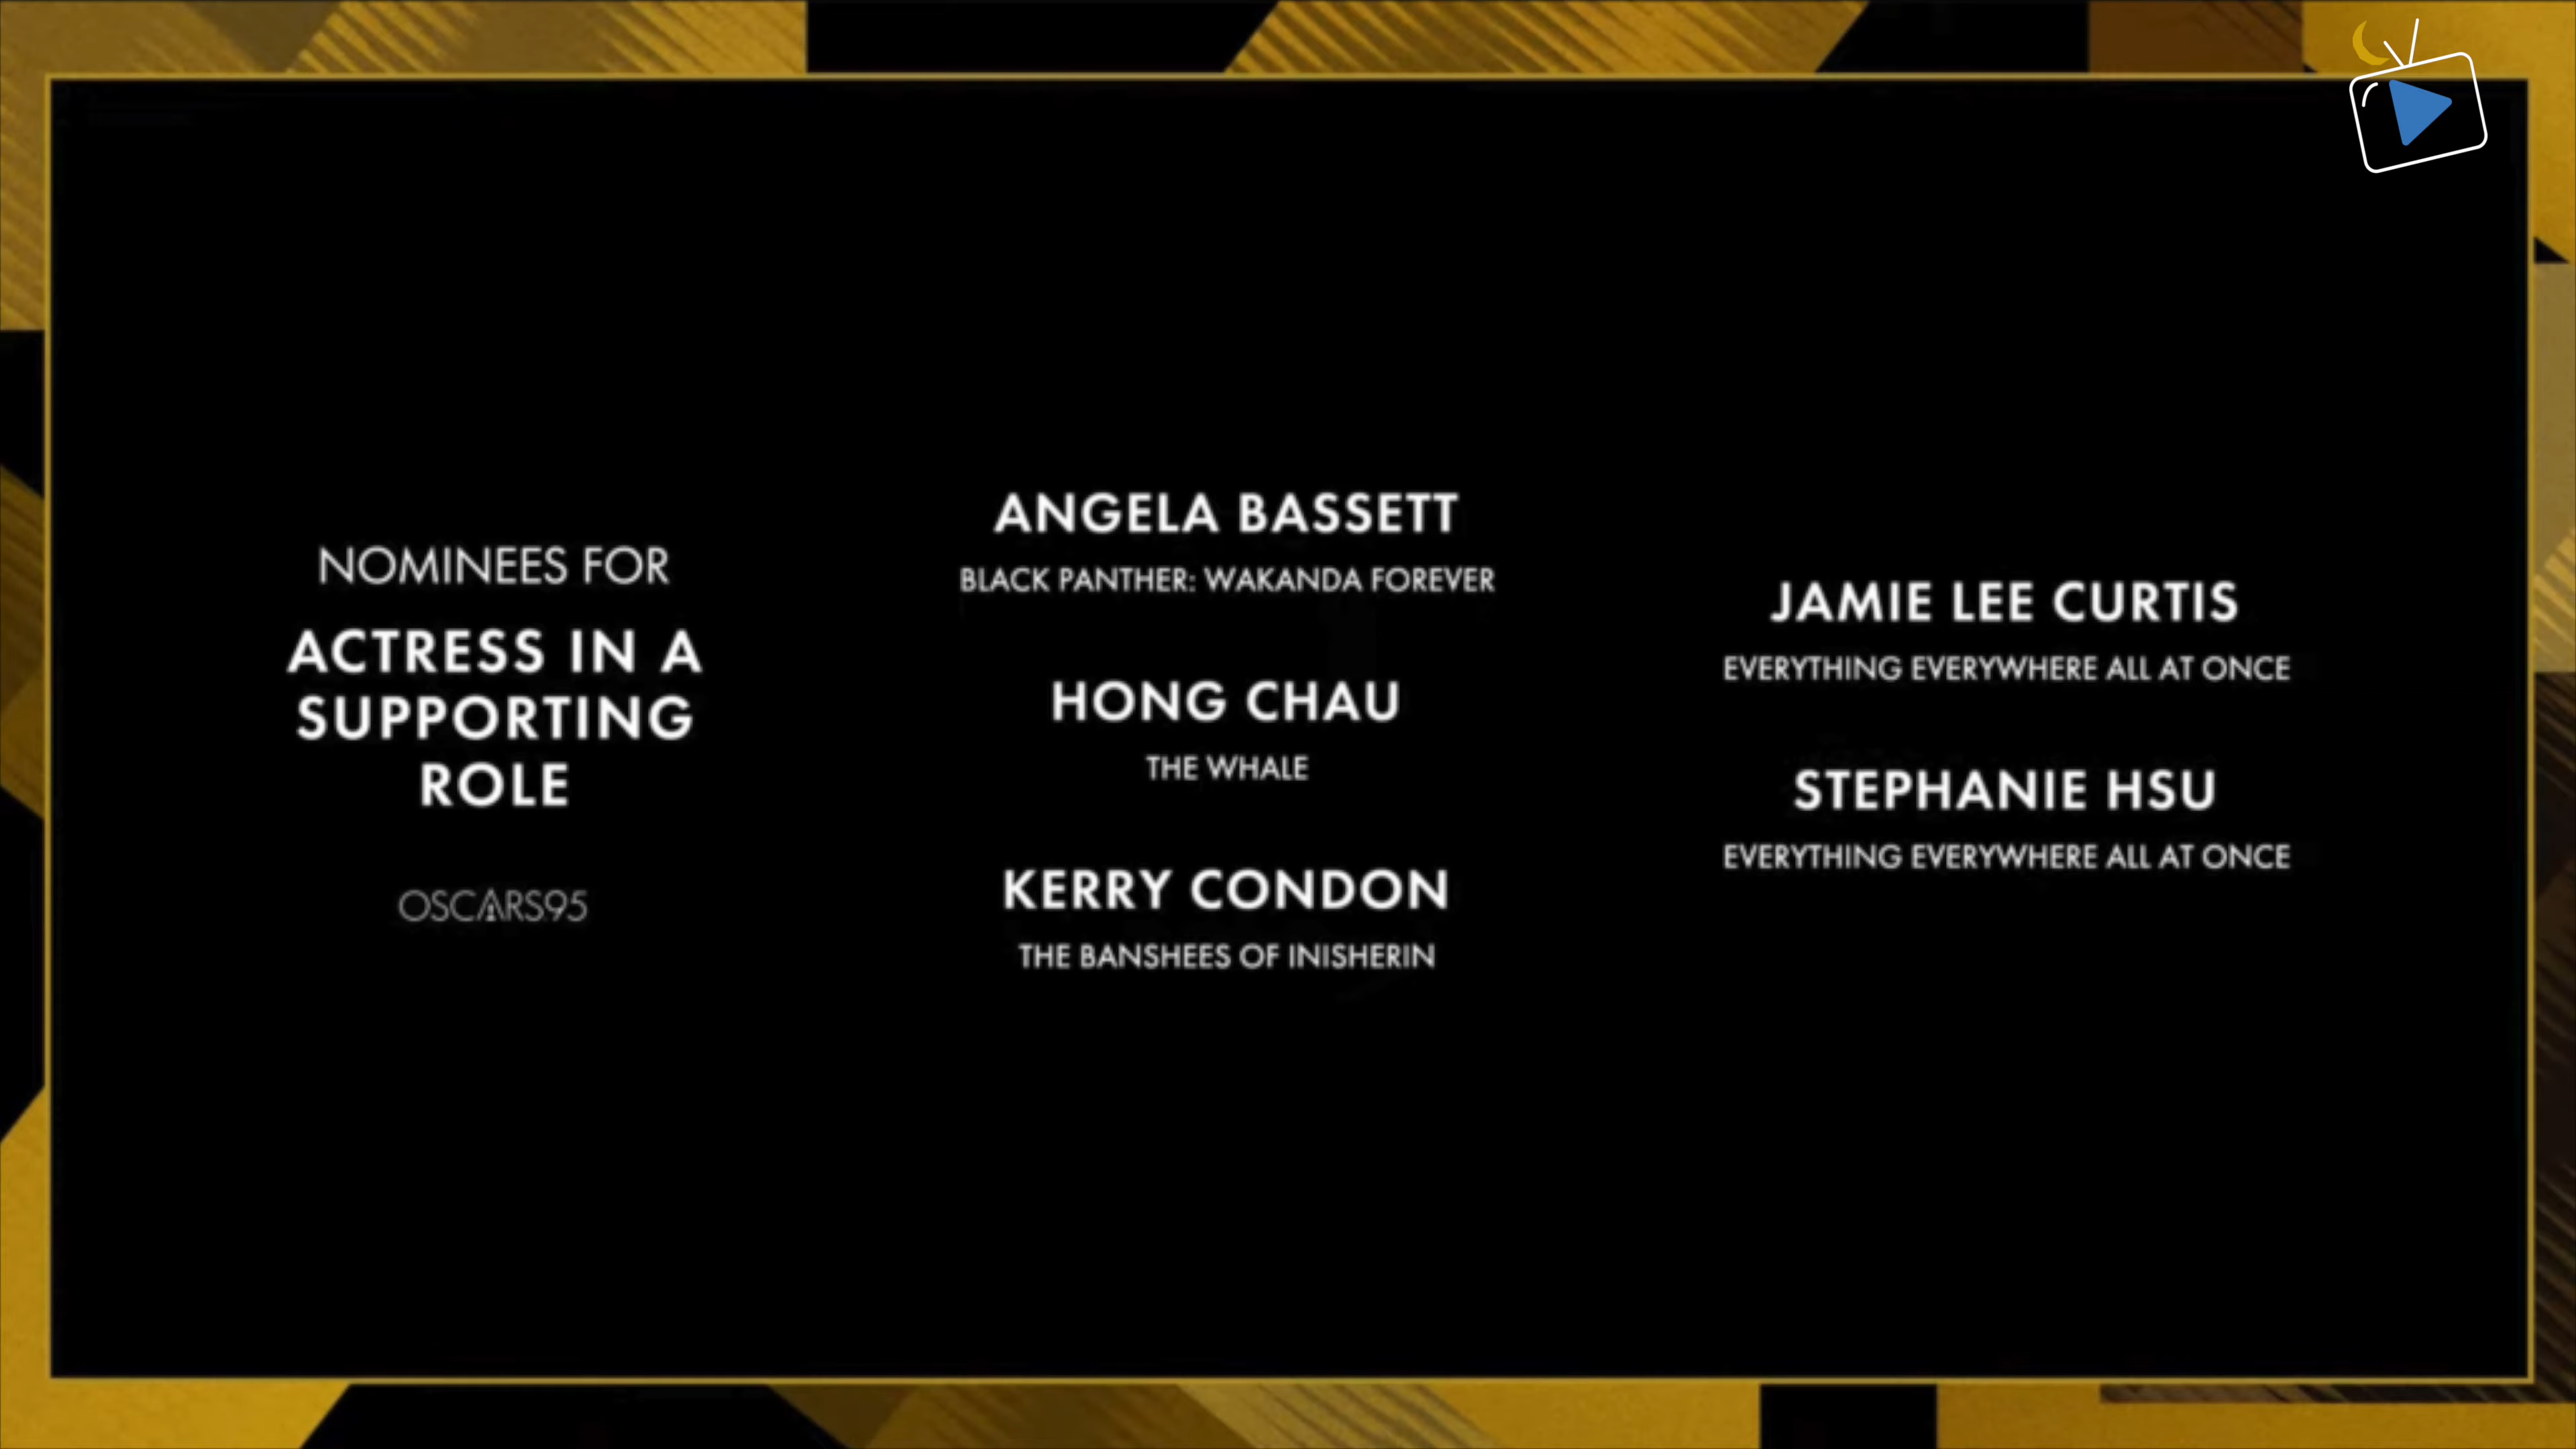 NOMINEES FOR
ACTRESS IN A
SUPPORTING
ROLE
OSCARS95
ANGELA BASSETT
BLACK PANTHER: WAKANDA FOREVER
HONG CHAU
THE WHALE
KERRY CONDON
THE BANSHEES OF INISHERIN
JAMIE LEE CURTIS
EVERYTHING EVERYWHERE ALL AT ONCE
STEPHANIE HSU
EVERYTHING EVERYWHERE ALL AT ONCE